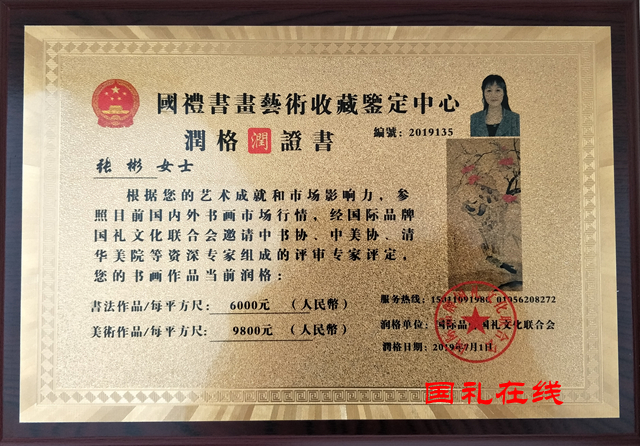 國禮書畫藝術收藏鑒定中心
潤格 潤 證書
編號：2019135
张 彬 女士
根据您的艺术成就和市场影响力，参
照目前国内外书画市场行情，经国际品牌
国礼文化联合会邀请中书协、中美协、清
华美院等资深专家组成的评审专家评定，
您的书画作品当前润格：
書法作品/每平方尺： 6000元 （人民幣）
美術作品/每平方尺： 9800元 （人民幣）
服务热线： 01056208272
润格单位：国际品 国礼文化联合会
润格日期：2019年7月1日
国礼在线